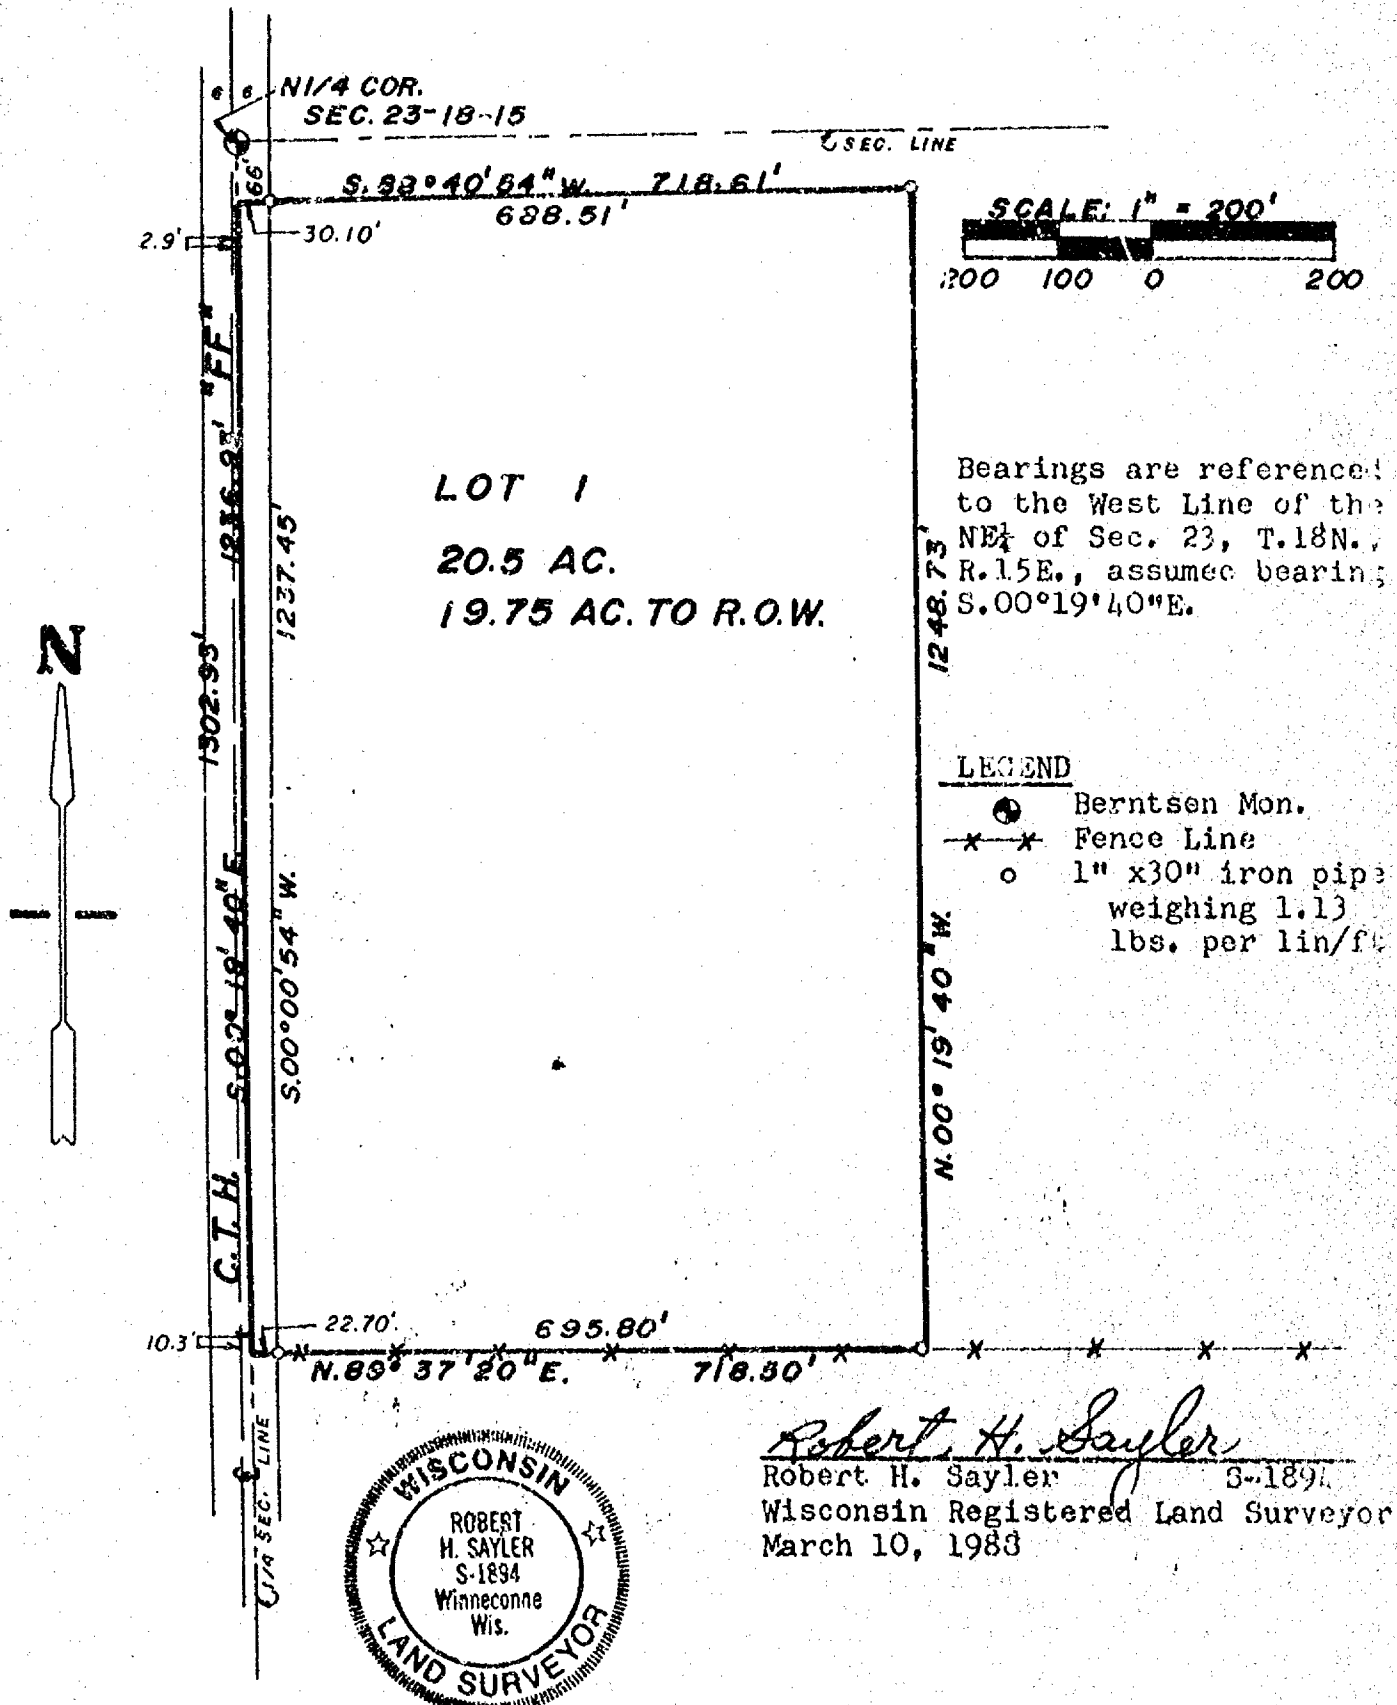 N1/4 COR.
SEC. 23-18-15
SEC. LINE
66'
S.88°40'54"W. 718.61'
688.51'
30.10'
2.9'
SCALE: 1" = 200'
200 100 0 200
C.T.H. "FF"
1236.93'
1302.93'
S.00°19'40"E.
1237.45'
S.00°00'54"W.
LOT 1
20.5 AC.
19.75 AC. TO R.O.W.
1248.73'
N.00°19'40"W.
Bearings are referenced
to the West Line of the
NE¼ of Sec. 23, T.18N.,
R.15E., assumed bearing
S.00°19'40"E.
N
LEGEND
Berntsen Mon.
Fence Line
1" x30" iron pipe
weighing 1.13
lbs. per lin/ft
10.3'
22.70'
695.80'
N.89°37'20"E. 718.50'
1/4 SEC. LINE
WISCONSIN
ROBERT
H. SAYLER
S-1894
Winneconne
Wis.
LAND SURVEYOR
Robert H. Sayler
Robert H. Sayler S-1894
Wisconsin Registered Land Surveyor
March 10, 1983